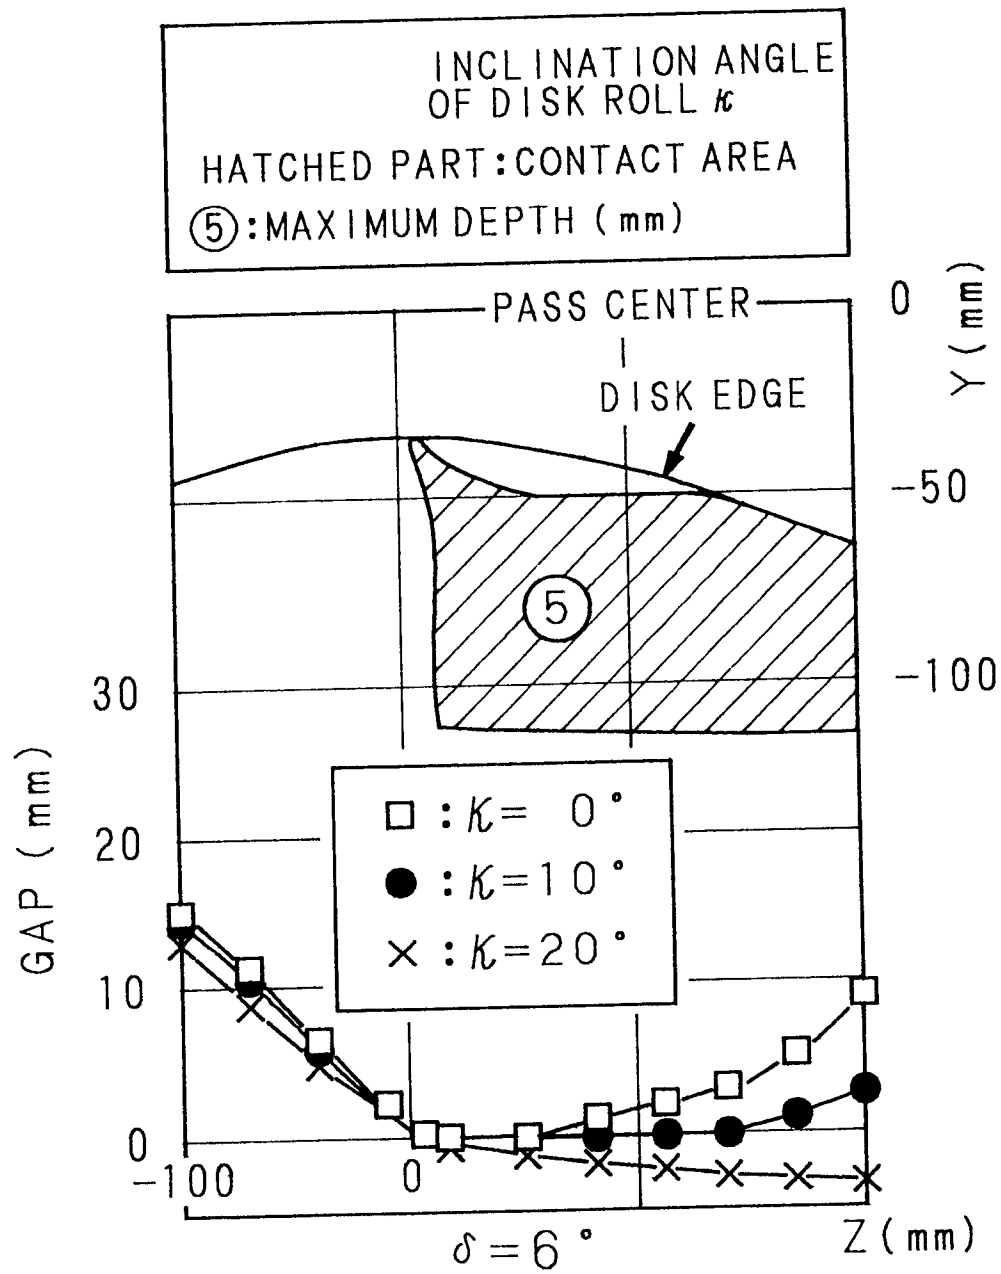 INCLINATION ANGLE
OF DISK ROLL κ
HATCHED PART:CONTACT AREA
⑤:MAXIMUM DEPTH (mm)
PASS CENTER
0
Y (mm)
DISK EDGE
-50
5
-100
30
20
10
0
GAP (mm)
□:κ= 0°
●:κ=10°
×:κ=20°
-100
0
Z (mm)
δ=6°